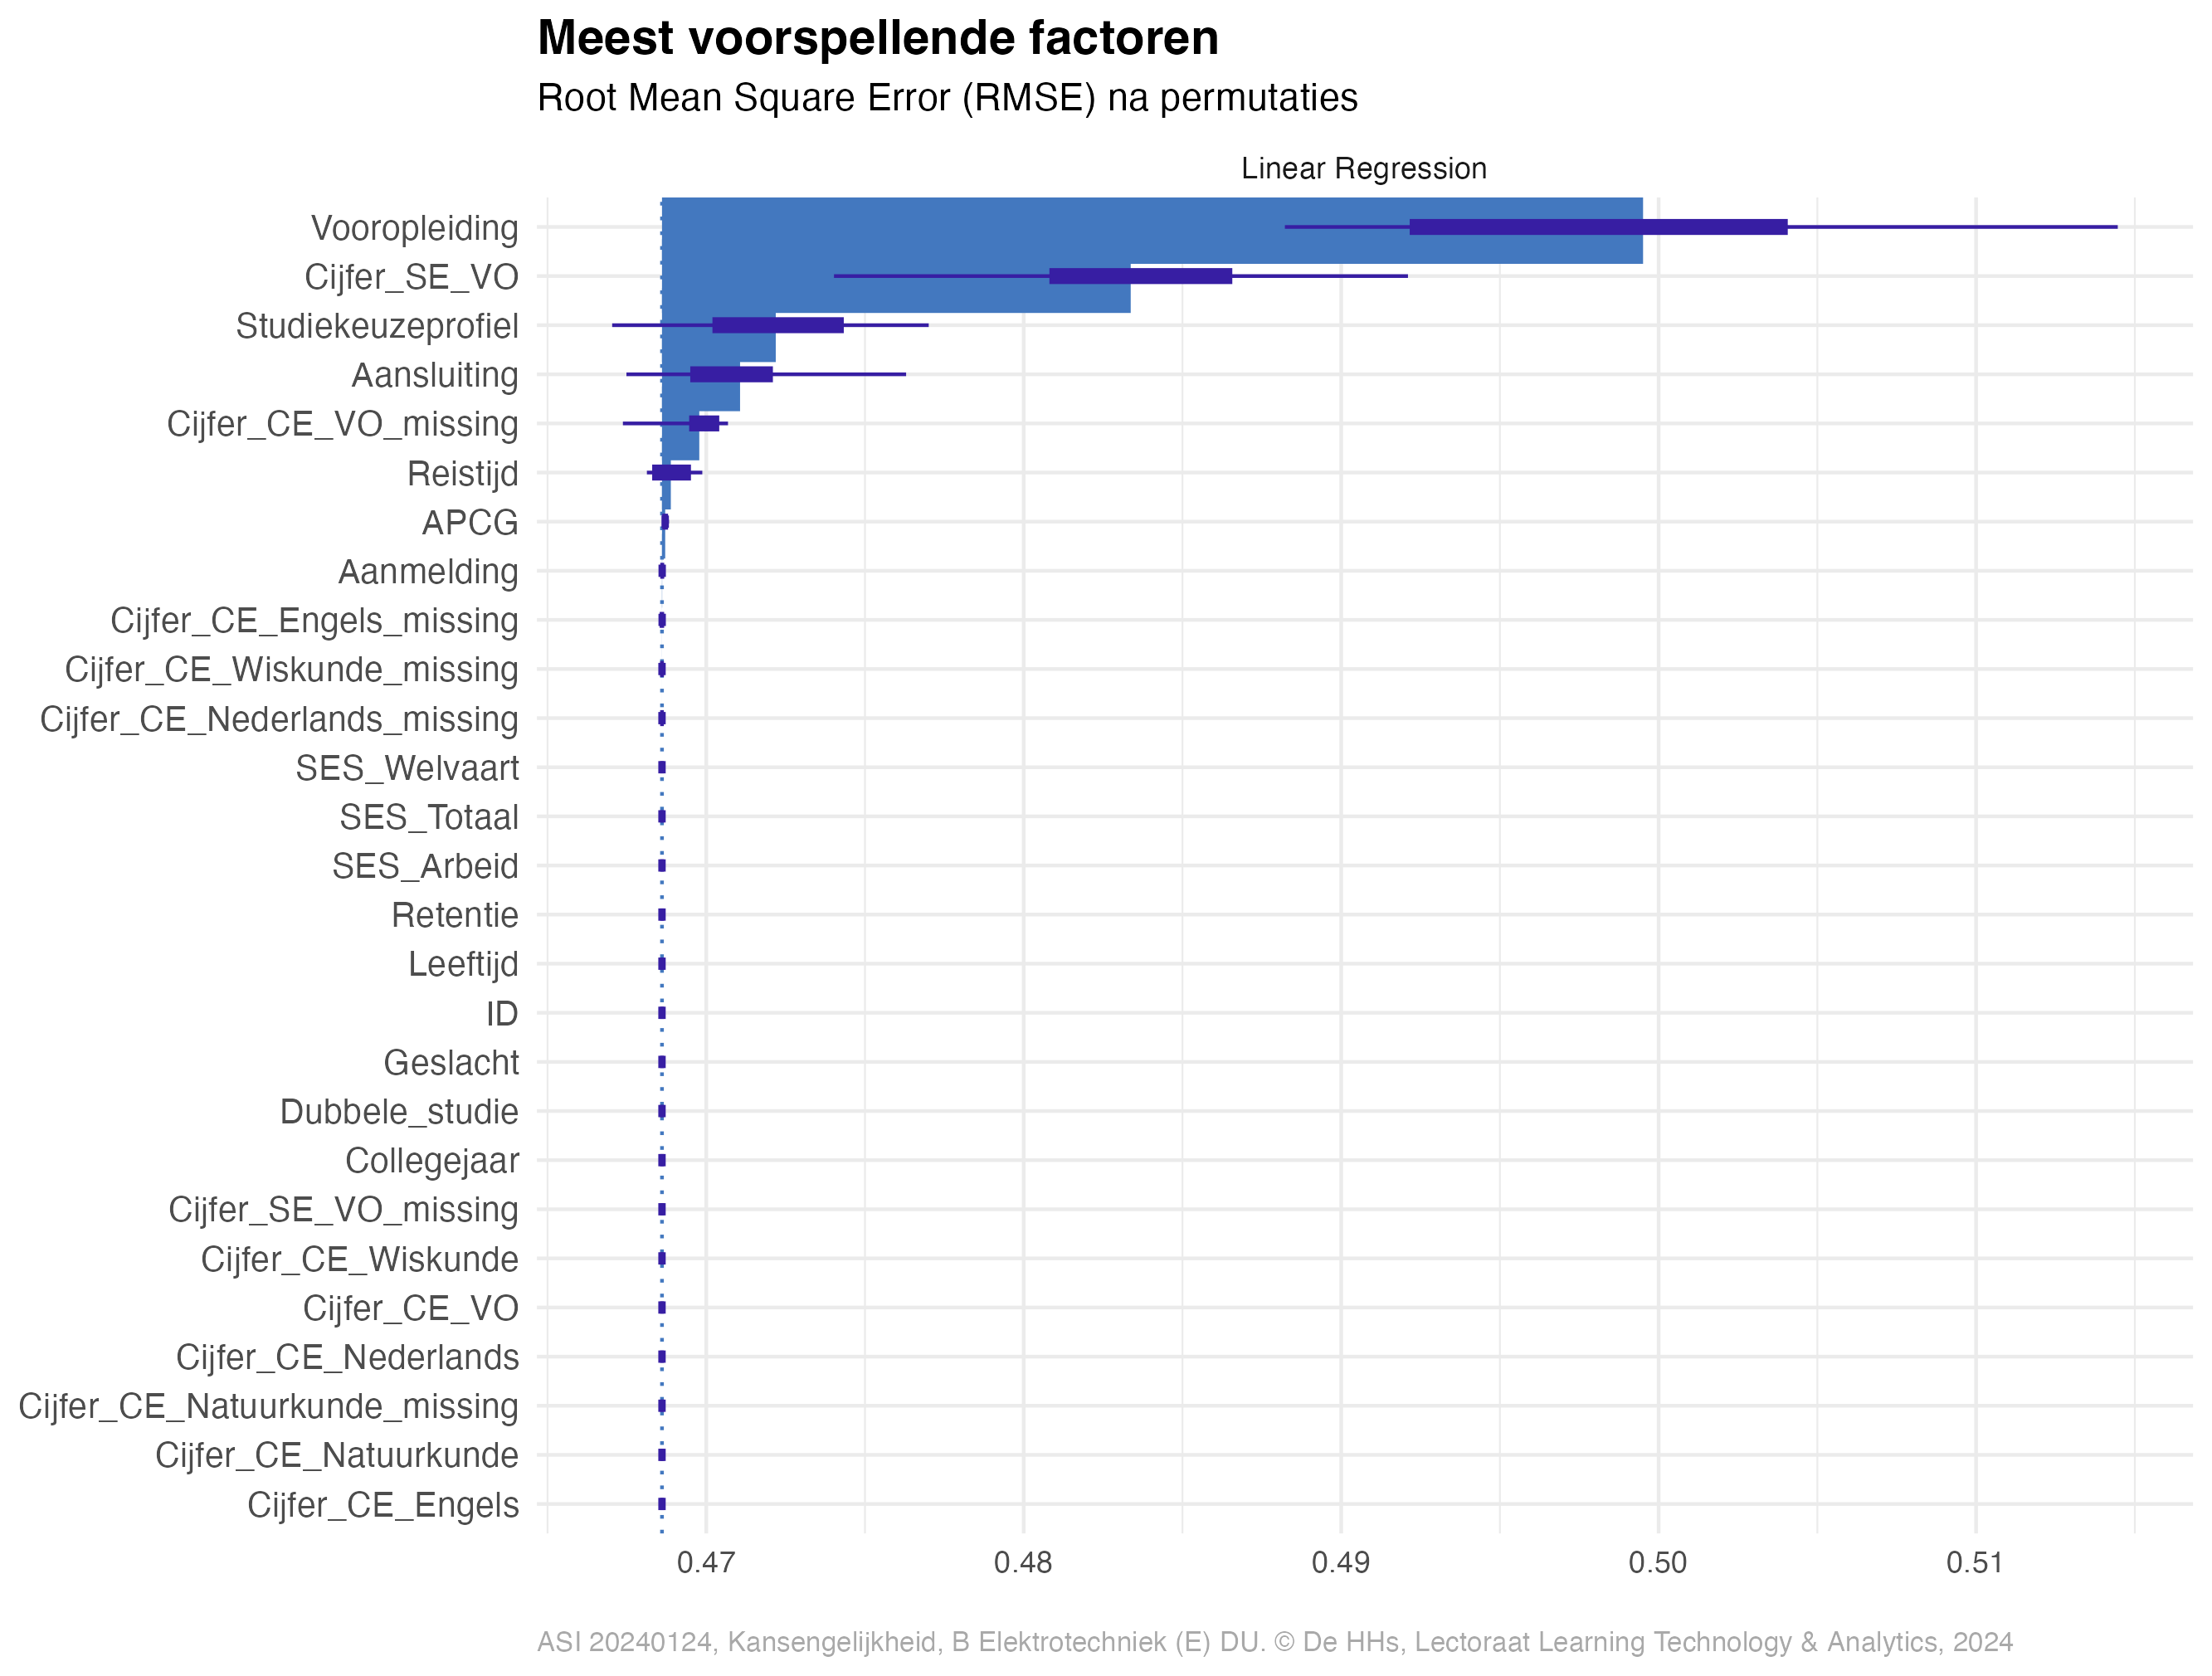 Meest voorspellende factoren
Root Mean Square Error (RMSE) na permutaties
Linear Regression
Vooropleiding
Cijfer_SE_VO
Studiekeuzeprofiel
Aansluiting
Cijfer_CE_VO_missing
Reistijd
APCG
Aanmelding
Cijfer_CE_Engels_missing
Cijfer_CE_Wiskunde_missing
Cijfer_CE_Nederlands_missing
SES_Welvaart
SES_Totaal
SES_Arbeid
Retentie
Leeftijd
ID
Geslacht
Dubbele_studie
Collegejaar
Cijfer_SE_VO_missing
Cijfer_CE_Wiskunde
Cijfer_CE_VO
Cijfer_CE_Nederlands
Cijfer_CE_Natuurkunde_missing
Cijfer_CE_Natuurkunde
Cijfer_CE_Engels
0.47 0.48 0.49 0.50 0.51
ASI 20240124, Kansengelijkheid, B Elektrotechniek (E) DU. © De HHs, Lectoraat Learning Technology & Analytics, 2024